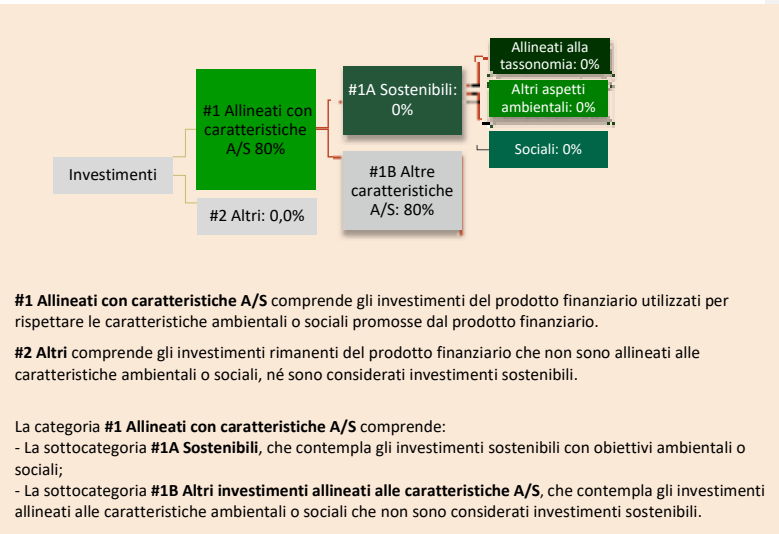 Allineati alla
tassonomia: 0%
#1A Sostenibili:
0%
Altri aspetti
ambientali: 0%
#1 Allineati con
caratteristiche
A/S 80%
Sociali: 0%
Investimenti
#1B Altre
caratteristiche
A/S: 80%
#2 Altri: 0,0%
#1 Allineati con caratteristiche A/S comprende gli investimenti del prodotto finanziario utilizzati per
rispettare le caratteristiche ambientali o sociali promosse dal prodotto finanziario.
#2 Altri comprende gli investimenti rimanenti del prodotto finanziario che non sono allineati alle
caratteristiche ambientali o sociali, né sono considerati investimenti sostenibili.
La categoria #1 Allineati con caratteristiche A/S comprende:
- La sottocategoria #1A Sostenibili, che contempla gli investimenti sostenibili con obiettivi ambientali o
sociali;
- La sottocategoria #1B Altri investimenti allineati alle caratteristiche A/S, che contempla gli investimenti
allineati alle caratteristiche ambientali o sociali che non sono considerati investimenti sostenibili.